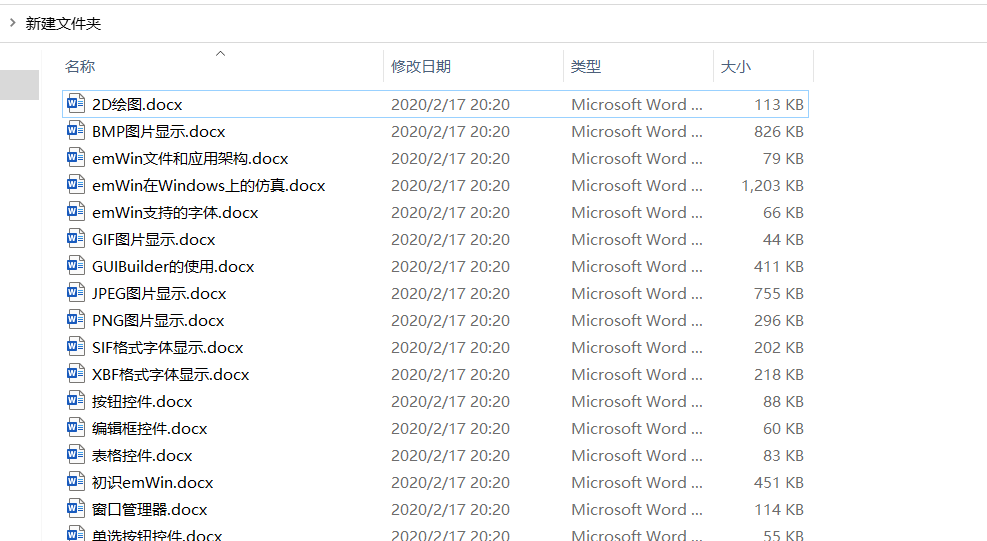 新建文件夹
名称 修改日期 类型 大小
2D绘图.docx 2020/2/17 20:20 Microsoft Word ... 113 KB
BMP图片显示.docx 2020/2/17 20:20 Microsoft Word ... 826 KB
emWin文件和应用架构.docx 2020/2/17 20:20 Microsoft Word ... 79 KB
emWin在Windows上的仿真.docx 2020/2/17 20:20 Microsoft Word ... 1,203 KB
emWin支持的字体.docx 2020/2/17 20:20 Microsoft Word ... 66 KB
GIF图片显示.docx 2020/2/17 20:20 Microsoft Word ... 44 KB
GUIBuilder的使用.docx 2020/2/17 20:20 Microsoft Word ... 411 KB
JPEG图片显示.docx 2020/2/17 20:20 Microsoft Word ... 755 KB
PNG图片显示.docx 2020/2/17 20:20 Microsoft Word ... 296 KB
SIF格式字体显示.docx 2020/2/17 20:20 Microsoft Word ... 202 KB
XBF格式字体显示.docx 2020/2/17 20:20 Microsoft Word ... 218 KB
按钮控件.docx 2020/2/17 20:20 Microsoft Word ... 88 KB
编辑框控件.docx 2020/2/17 20:20 Microsoft Word ... 60 KB
表格控件.docx 2020/2/17 20:20 Microsoft Word ... 83 KB
初识emWin.docx 2020/2/17 20:20 Microsoft Word ... 451 KB
窗口管理器.docx 2020/2/17 20:20 Microsoft Word ... 114 KB
单选按钮控件.docx 2020/2/17 20:20 Microsoft Word ... 55 KB